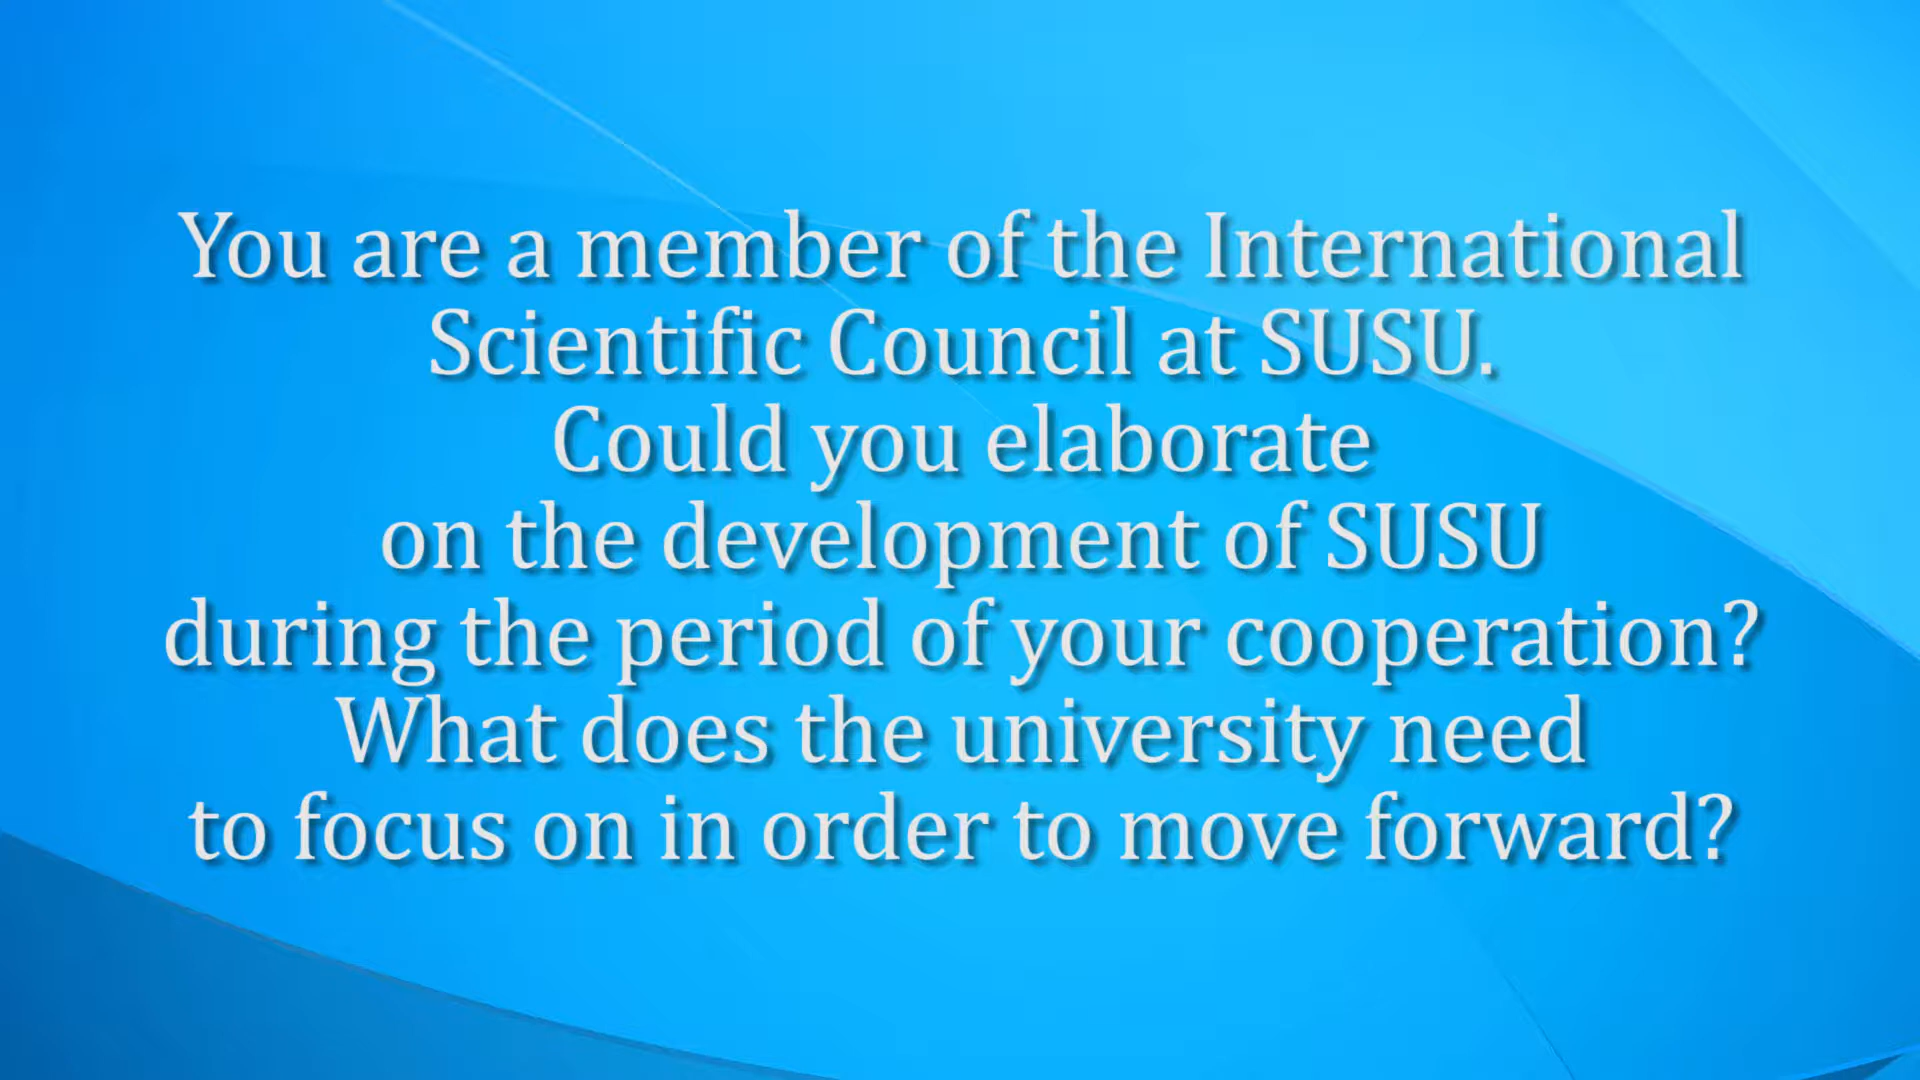 You are a member of the International
Scientific Council at SUSU.
Could you elaborate
on the development of SUSU
during the period of your cooperation?
What does the university need
to focus on in order to move forward?